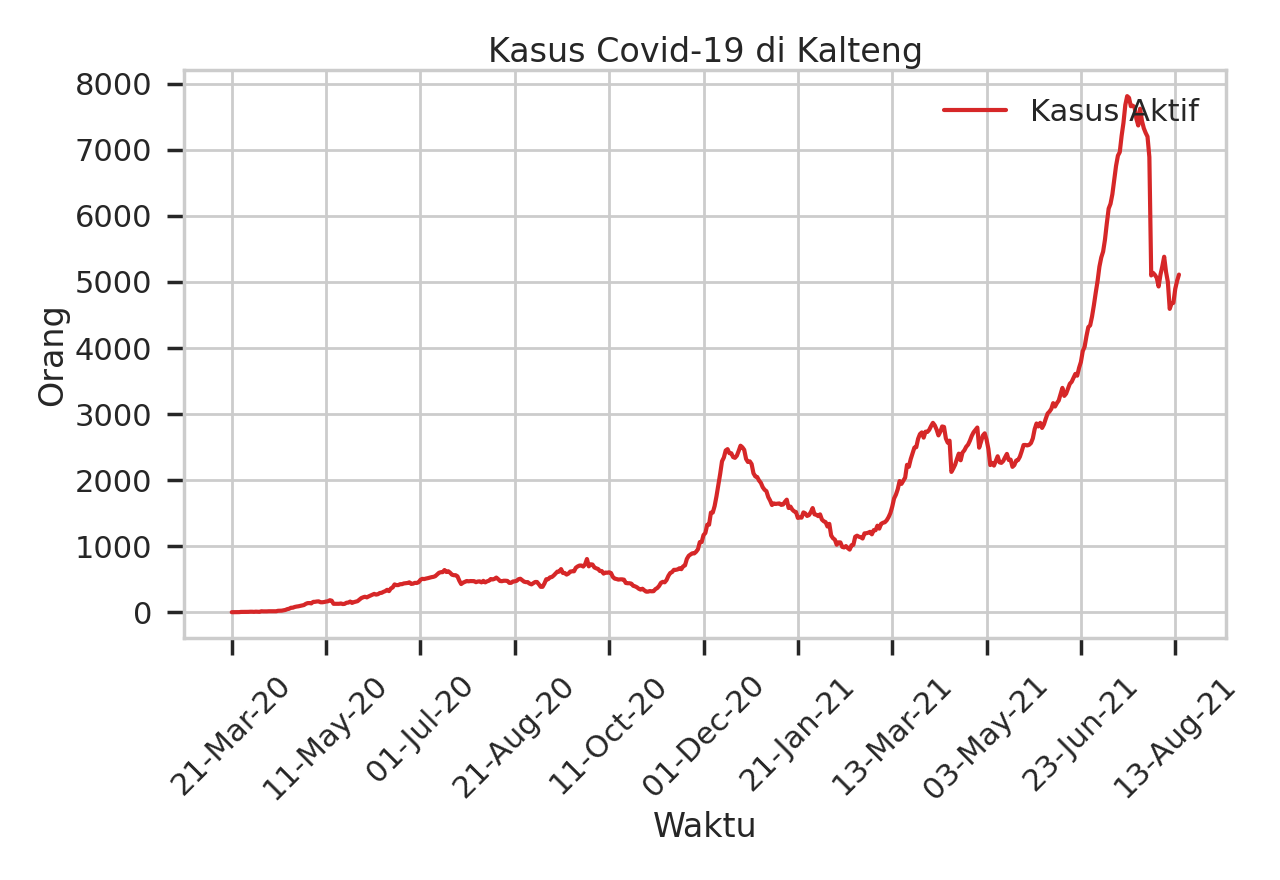 Kasus Covid-19 di Kalteng
Kasus Aktif
8000
7000
6000
5000
4000
3000
2000
1000
0
Orang
21-Mar-20
11-May-20
01-Jul-20
21-Aug-20
11-Oct-20
01-Dec-20
21-Jan-21
13-Mar-21
03-May-21
23-Jun-21
13-Aug-21
Waktu